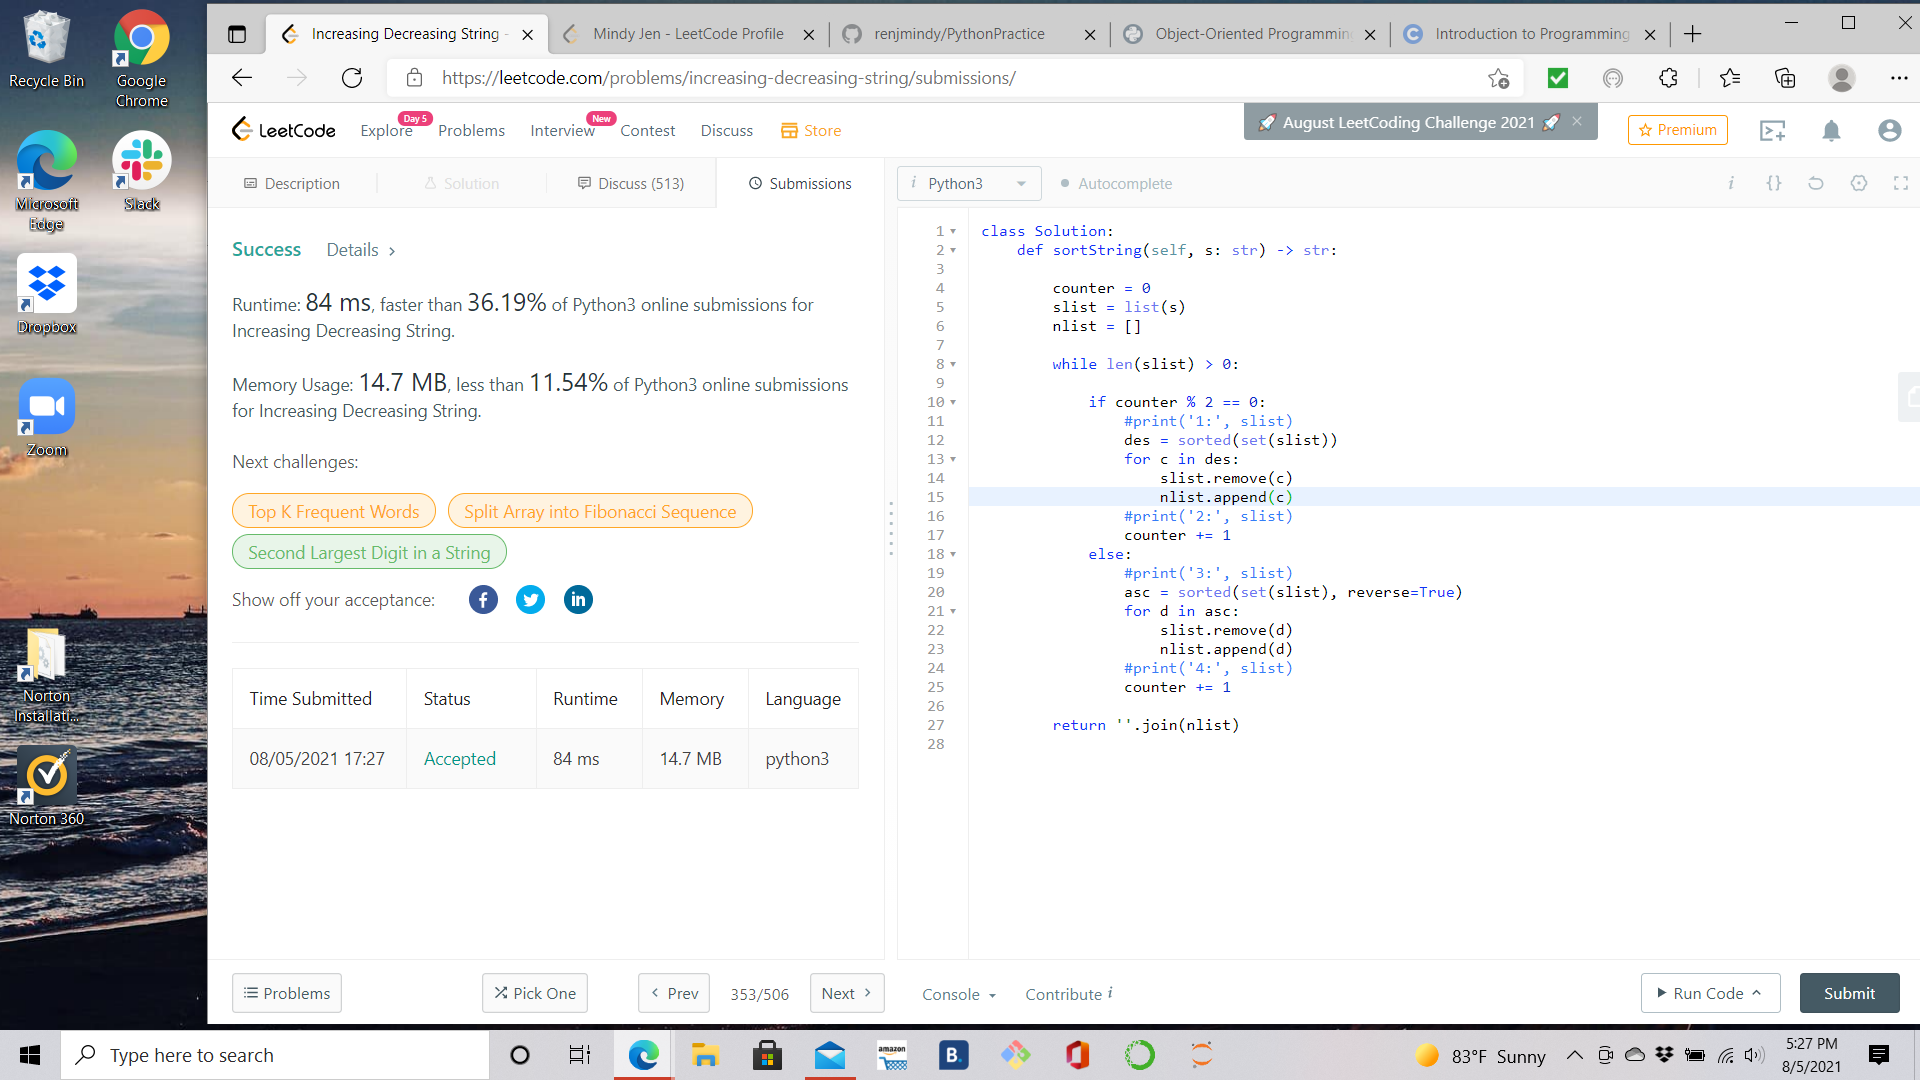 Recycle Bin
Google
Chrome
Microsoft
Edge
Slack
Dropbox
Zoom
Norton
Installati...
Norton 360
Increasing Decreasing String -
Mindy Jen - LeetCode Profile
renjmindy/PythonPractice
Object-Oriented Programmin
Introduction to Programming
https://leetcode.com/problems/increasing-decreasing-string/submissions/
LeetCode
Explore
Day 5
Problems
Interview
New
Contest
Discuss
Store
August LeetCoding Challenge 2021
Premium
Description
Solution
Discuss (513)
Submissions
i Python3
Autocomplete
i {}
Success
Details >
Runtime: 84 ms, faster than 36.19% of Python3 online submissions for
Increasing Decreasing String.
Memory Usage: 14.7 MB, less than 11.54% of Python3 online submissions
for Increasing Decreasing String.
Next challenges:
Top K Frequent Words
Split Array into Fibonacci Sequence
Second Largest Digit in a String
Show off your acceptance:
Time Submitted Status Runtime Memory Language
08/05/2021 17:27 Accepted 84 ms 14.7 MB python3
1 class Solution:
2 def sortString(self, s: str) -> str:
3
4 counter = 0
5 slist = list(s)
6 nlist = []
7
8 while len(slist) > 0:
9
10 if counter % 2 == 0:
11 #print('1:', slist)
12 des = sorted(set(slist))
13 for c in des:
14 slist.remove(c)
15 nlist.append(c)
16 #print('2:', slist)
17 counter += 1
18 else:
19 #print('3:', slist)
20 asc = sorted(set(slist), reverse=True)
21 for d in asc:
22 slist.remove(d)
23 nlist.append(d)
24 #print('4:', slist)
25 counter += 1
26
27 return ''.join(nlist)
28
Problems
Pick One
< Prev
353/506
Next >
Console
Contribute i
Run Code
Submit
Type here to search
amazon
B.
83°F Sunny
5:27 PM
8/5/2021